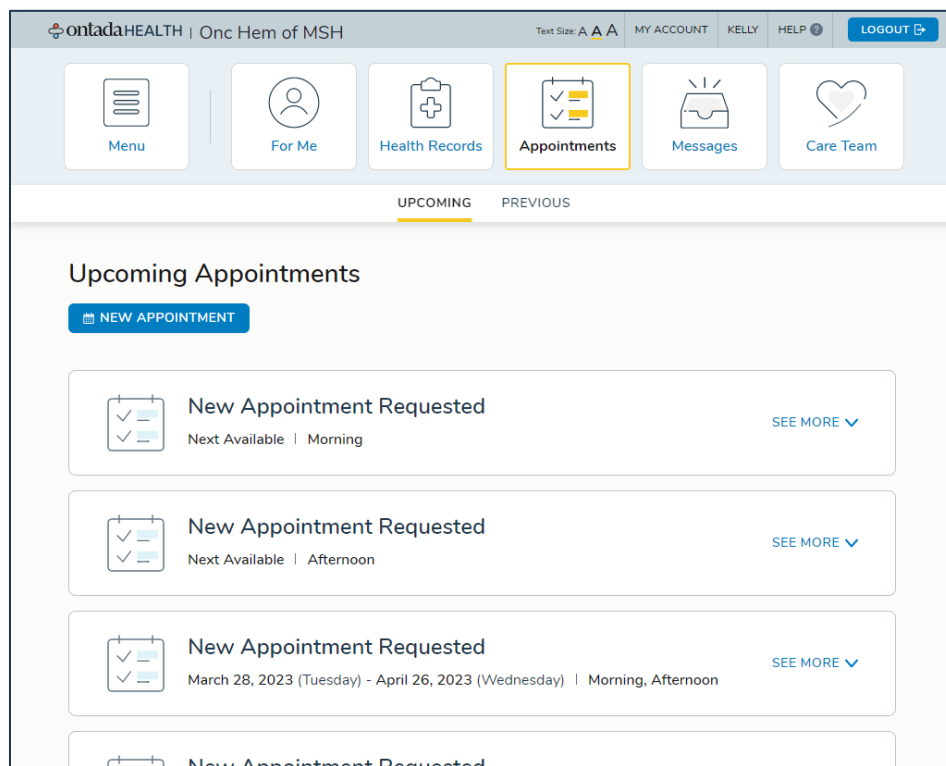 ontadaHEALTH | Onc Hem of MSH
Text Size: A A A
MY ACCOUNT
KELLY
HELP ?
LOGOUT
Menu
For Me
Health Records
Appointments
Messages
Care Team
UPCOMING
PREVIOUS
Upcoming Appointments
NEW APPOINTMENT
New Appointment Requested
Next Available | Morning
SEE MORE
New Appointment Requested
Next Available | Afternoon
SEE MORE
New Appointment Requested
March 28, 2023 (Tuesday) - April 26, 2023 (Wednesday) | Morning, Afternoon
SEE MORE
New Appointment Requested